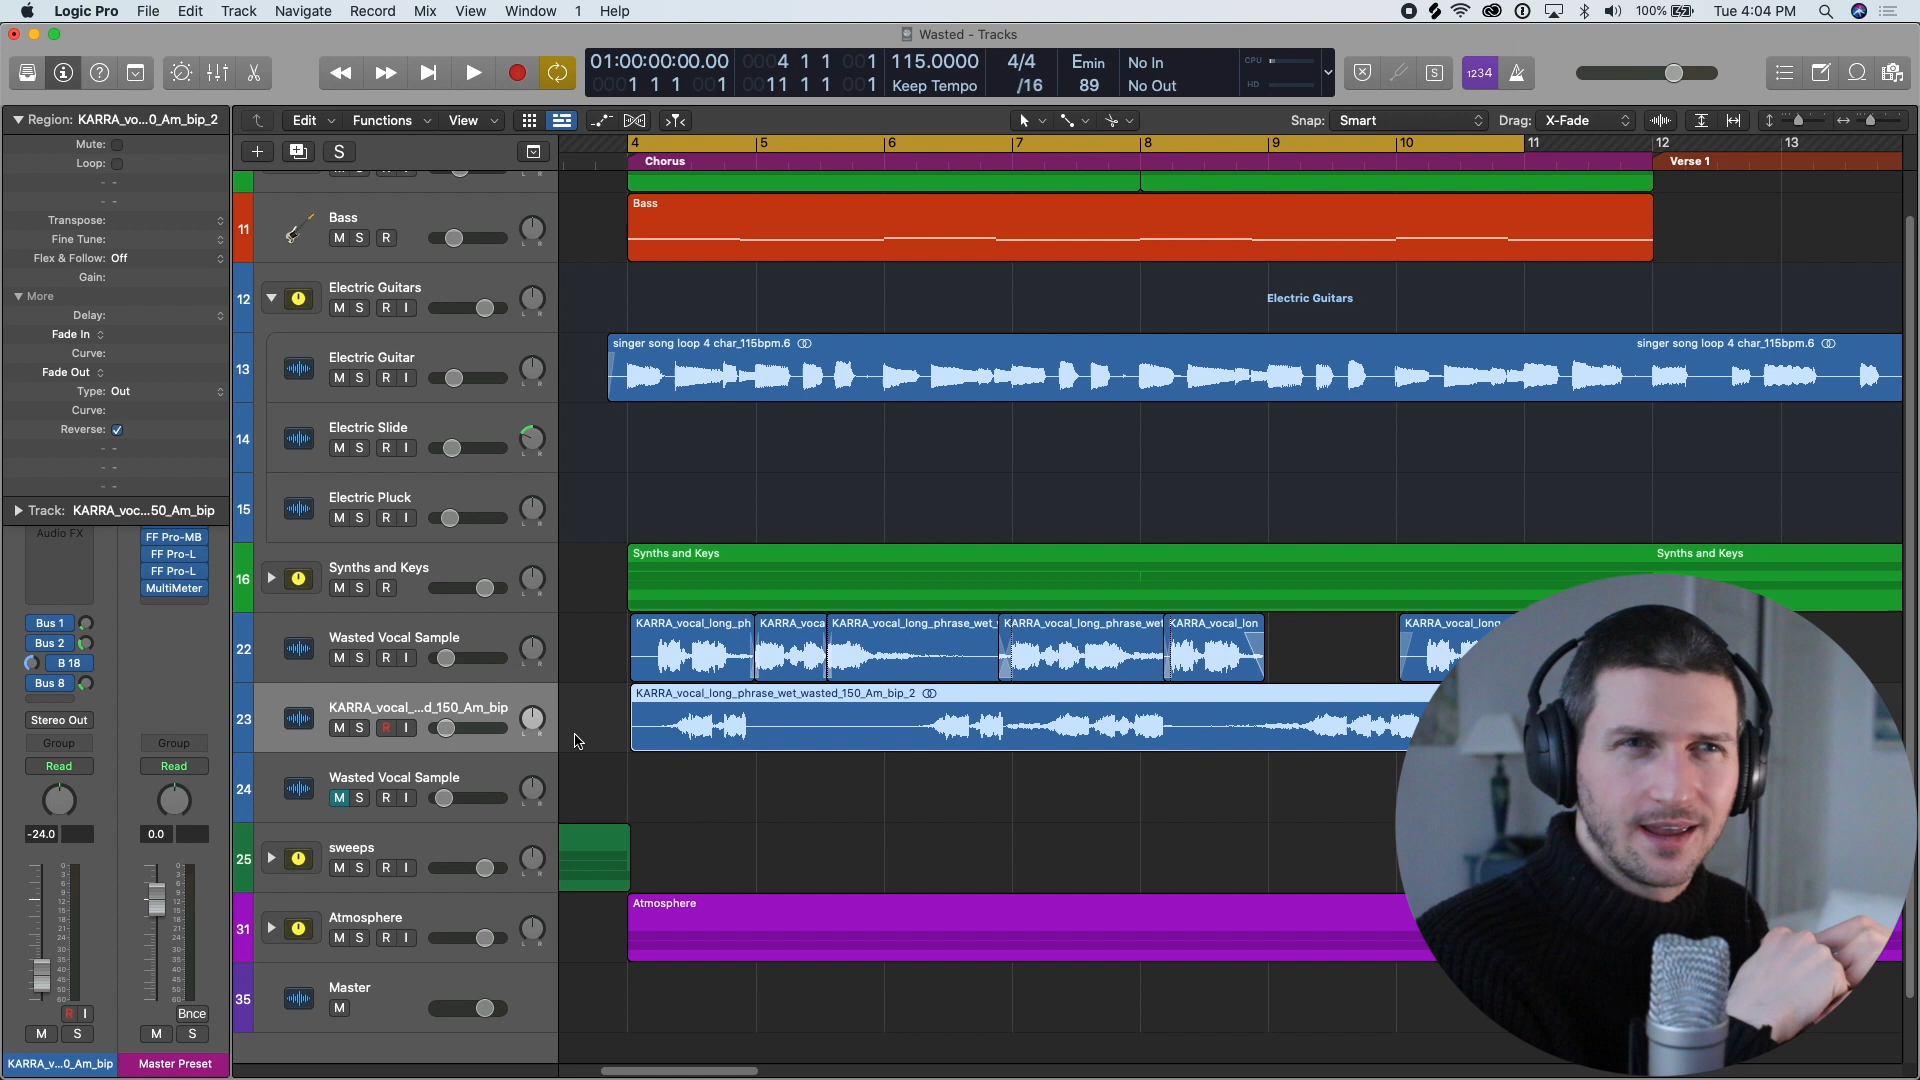 Logic Pro File Edit Track Navigate Record Mix View Window 1 Help
100% Tue 4:04 PM
Wasted - Tracks
01:00:00:00.00 0004 1 1 001 115.0000 4/4 Emin No In CPU
0001 1 1 001 0011 1 1 001 Keep Tempo /16 89 No Out HD
S 1234
Region: KARRA_vo...0_Am_bip_2
Edit Functions View
Snap: Smart Drag: X-Fade
Mute:
Loop:
Transpose:
Fine Tune:
Flex & Follow: Off
Gain:
More
Delay:
Fade In
Curve:
Fade Out
Type: Out
Curve:
Reverse:
Track: KARRA_voc...50_Am_bip
Audio FX
FF Pro-MB
FF Pro-L
FF Pro-L
MultiMeter
Bus 1
Bus 2
B 18
Bus 8
Stereo Out
Group Group
Read Read
-24.0 0.0
R I Bnce
M S M S
KARRA_v...0_Am_bip Master Preset
S
4 5 6 7 8 9 10 11 12 13
Chorus Verse 1
11 Bass
M S R
Bass
12 Electric Guitars
M S R I
Electric Guitars
13 Electric Guitar
M S R I
singer song loop 4 char_115bpm.6 singer song loop 4 char_115bpm.6
14 Electric Slide
M S R I
15 Electric Pluck
M S R I
16 Synths and Keys
M S R
Synths and Keys Synths and Keys
22 Wasted Vocal Sample
M S R I
KARRA_vocal_long_ph KARRA_voca KARRA_vocal_long_phrase_wet_ KARRA_vocal_long_phrase_wet KARRA_vocal_lon KARRA_vocal_long
23 KARRA_vocal_...d_150_Am_bip
M S R I
KARRA_vocal_long_phrase_wet_wasted_150_Am_bip_2
24 Wasted Vocal Sample
M S R I
25 sweeps
M S R I
31 Atmosphere
M S R I
Atmosphere
35 Master
M